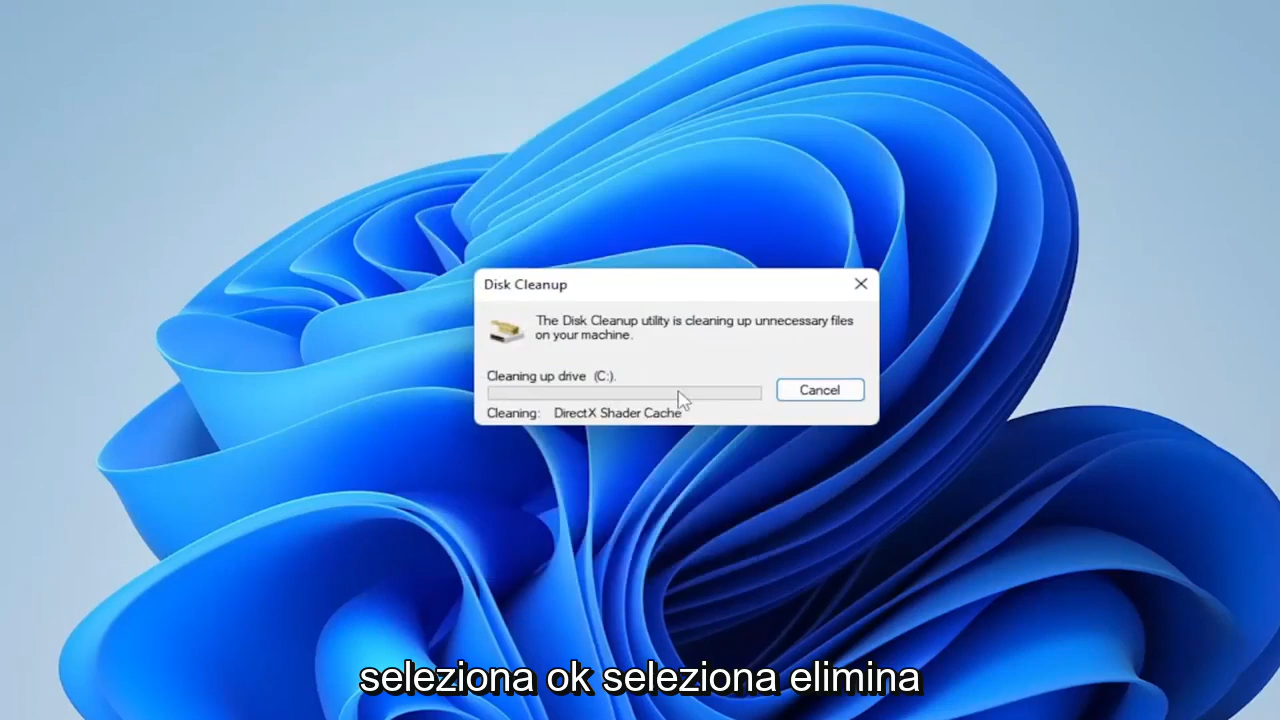 Disk Cleanup
The Disk Cleanup utility is cleaning up unnecessary files
on your machine.
Cleaning up drive (C:).
Cancel
Cleaning: DirectX Shader Cache
seleziona ok seleziona elimina